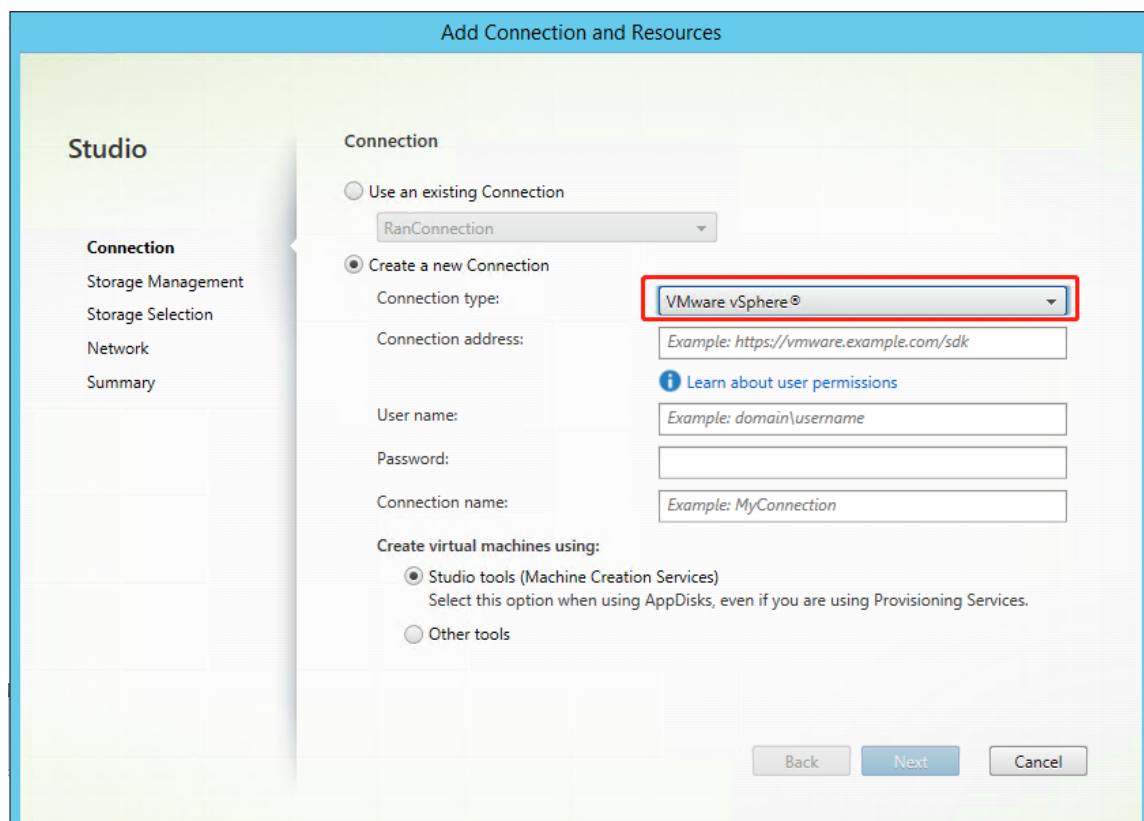 Add Connection and Resources
Studio
Connection
Storage Management
Storage Selection
Network
Summary
Connection
Use an existing Connection
RanConnection
Create a new Connection
Connection type:
VMware vSphere®
Connection address:
Example: https://vmware.example.com/sdk
Learn about user permissions
User name:
Example: domain\username
Password:
Connection name:
Example: MyConnection
Create virtual machines using:
Studio tools (Machine Creation Services)
Select this option when using AppDisks, even if you are using Provisioning Services.
Other tools
Back
Next
Cancel